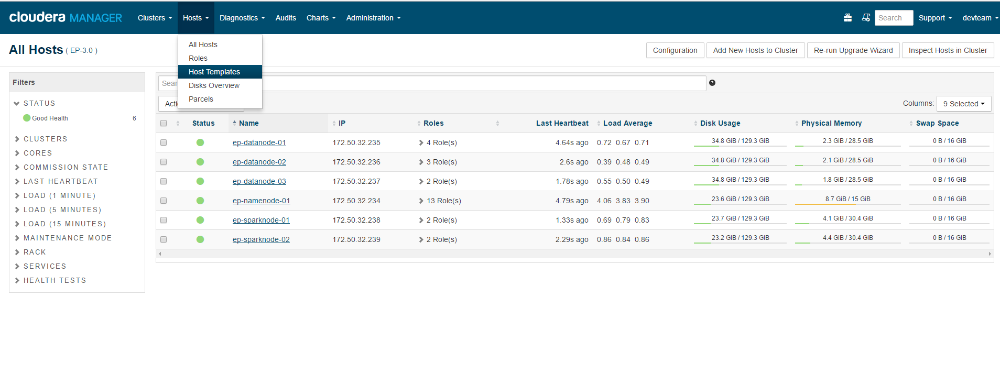 cloudera MANAGER Clusters Hosts Diagnostics Audits Charts Administration Search Support devteam
All Hosts ( EP-3.0 ) Configuration Add New Hosts to Cluster Re-run Upgrade Wizard Inspect Hosts in Cluster
All Hosts
Roles
Host Templates
Disks Overview
Parcels
Filters
STATUS
Good Health 6
CLUSTERS
CORES
COMMISSION STATE
LAST HEARTBEAT
LOAD (1 MINUTE)
LOAD (5 MINUTES)
LOAD (15 MINUTES)
MAINTENANCE MODE
RACK
SERVICES
HEALTH TESTS
?
Columns: 9 Selected
Status Name IP Roles Last Heartbeat Load Average Disk Usage Physical Memory Swap Space
ep-datanode-01 172.50.32.235 4 Role(s) 4.64s ago 0.72 0.67 0.71 34.8 GiB / 129.3 GiB 2.3 GiB / 28.5 GiB 0 B / 16 GiB
ep-datanode-02 172.50.32.236 3 Role(s) 2.6s ago 0.39 0.48 0.49 34.8 GiB / 129.3 GiB 2.1 GiB / 28.5 GiB 0 B / 16 GiB
ep-datanode-03 172.50.32.237 2 Role(s) 1.78s ago 0.55 0.50 0.49 34.8 GiB / 129.3 GiB 1.8 GiB / 28.5 GiB 0 B / 16 GiB
ep-namenode-01 172.50.32.234 13 Role(s) 4.79s ago 4.06 3.83 3.90 23.6 GiB / 129.3 GiB 8.7 GiB / 15 GiB 0 B / 16 GiB
ep-sparknode-01 172.50.32.238 2 Role(s) 1.33s ago 0.69 0.79 0.83 23.7 GiB / 129.3 GiB 4.1 GiB / 30.4 GiB 0 B / 16 GiB
ep-sparknode-02 172.50.32.239 2 Role(s) 2.29s ago 0.86 0.84 0.86 23.2 GiB / 129.3 GiB 4.4 GiB / 30.4 GiB 0 B / 16 GiB